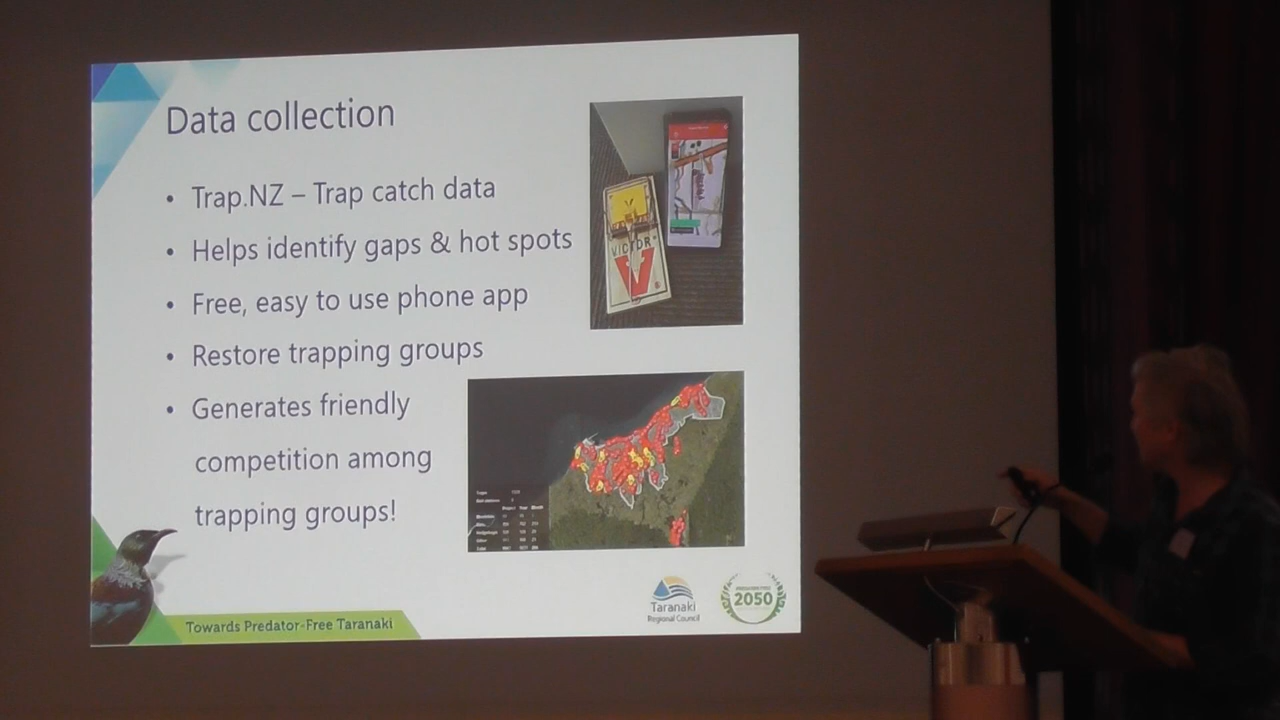 Data collection
• Trap.NZ – Trap catch data
• Helps identify gaps & hot spots
• Free, easy to use phone app
• Restore trapping groups
• Generates friendly
competition among
trapping groups!
VICTOR
Taranaki
Regional Council
2050
Towards Predator-Free Taranaki